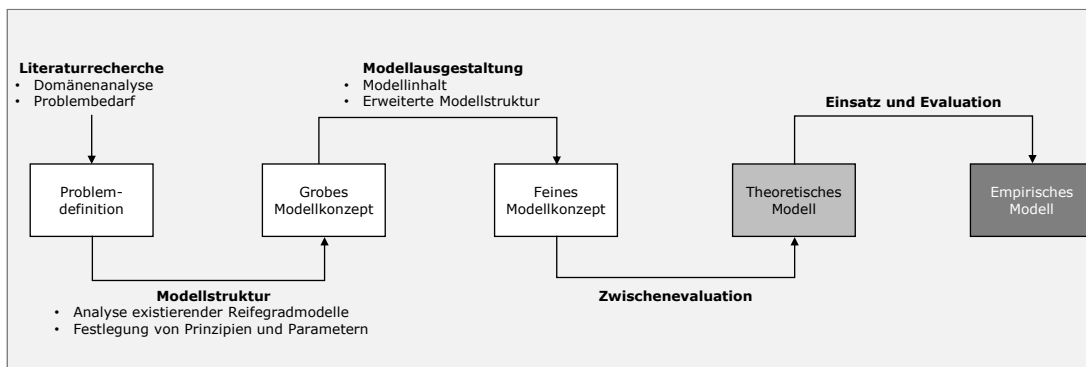 Literaturrecherche
• Domänenanalyse
• Problembedarf
Modellausgestaltung
• Modellinhalt
• Erweiterte Modellstruktur
Einsatz und Evaluation
Problem-
definition
Grobes
Modellkonzept
Feines
Modellkonzept
Theoretisches
Modell
Empirisches
Modell
Modellstruktur
• Analyse existierender Reifegradmodelle
• Festlegung von Prinzipien und Parametern
Zwischenevaluation